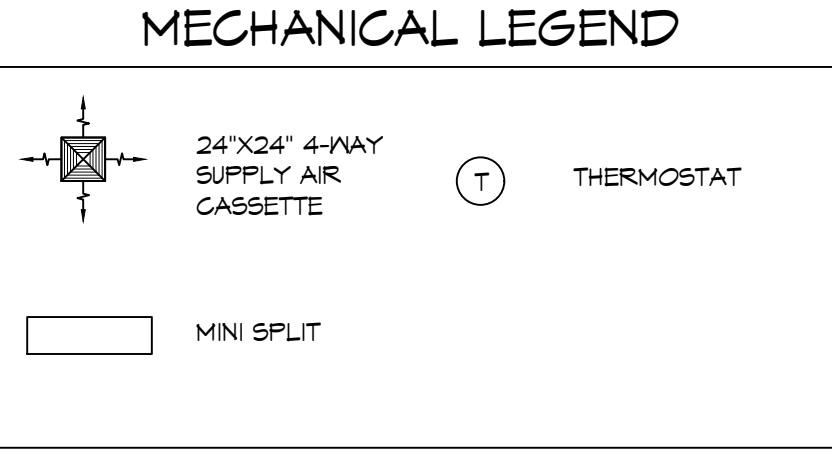 MECHANICAL LEGEND
24"X24" 4-WAY
SUPPLY AIR
CASSETTE
T
THERMOSTAT
MINI SPLIT